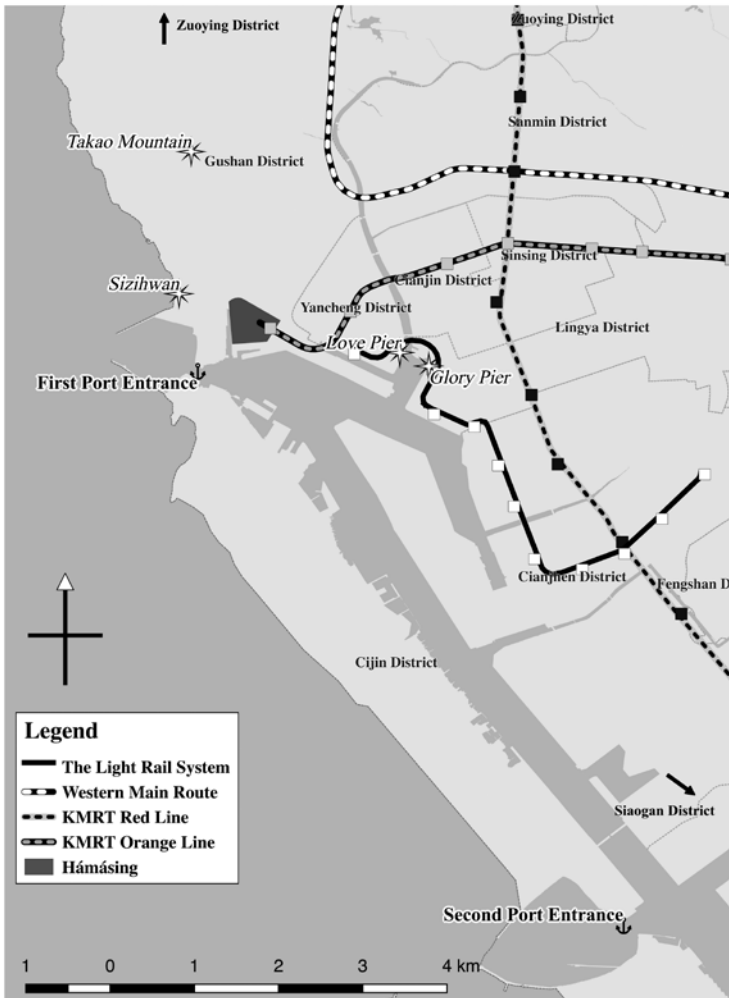 Zuoying District
Zuoying District
Sanmin District
Takao Mountain
Gushan District
Sinsing District
Cianjin District
Sizihwan
Yancheng District
Lingya District
Love Pier
Glory Pier
First Port Entrance
Cianjhen District
Fengshan D
Cijin District
Legend
The Light Rail System
Western Main Route
KMRT Red Line
KMRT Orange Line
Hámásing
Siaogan District
Second Port Entrance
1 0 1 2 3 4 km